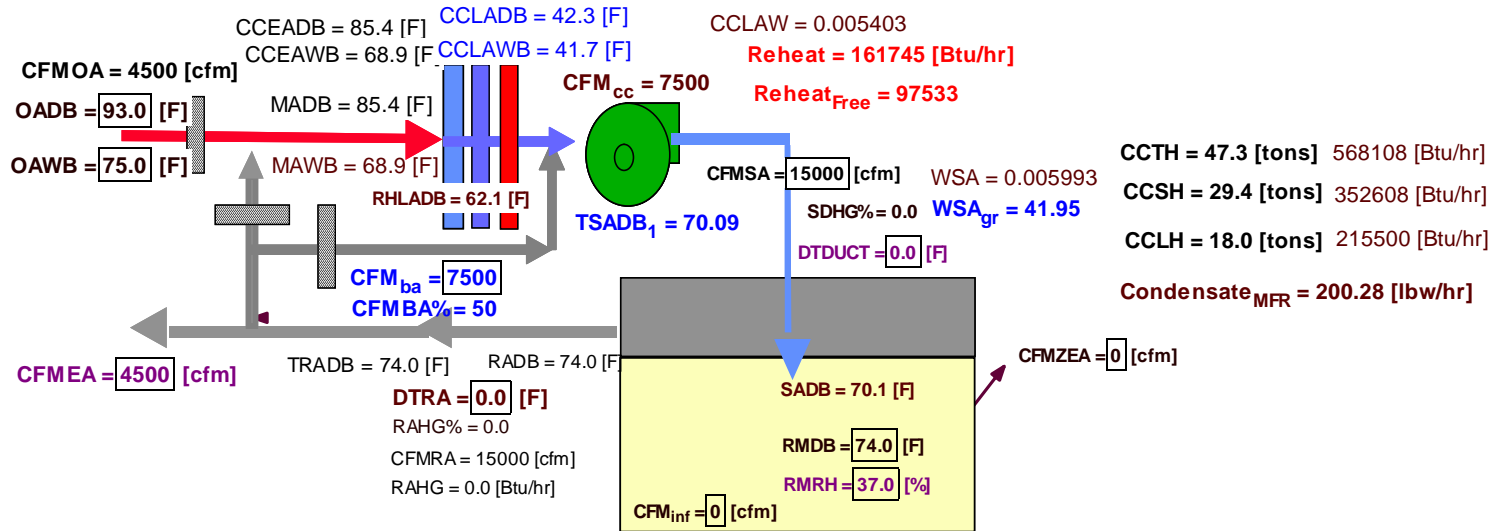 CCEADB = 85.4 [F]
CCLADB = 42.3 [F]
CCLAW = 0.005403
CCEAWB = 68.9 [F]
CCLAWB = 41.7 [F]
Reheat = 161745 [Btu/hr]
CFMOA = 4500 [cfm]
CFMcc = 7500
ReheatFree = 97533
OADB = 93.0 [F]
MADB = 85.4 [F]
OAWB = 75.0 [F]
MAWB = 68.9 [F]
CFMSA = 15000 [cfm]
WSA = 0.005993
CCTH = 47.3 [tons] 568108 [Btu/hr]
RHLADB = 62.1 [F]
SDHG% = 0.0
WSAgr = 41.95
CCSH = 29.4 [tons] 352608 [Btu/hr]
TSADB1 = 70.09
DTDUCT = 0.0 [F]
CCLH = 18.0 [tons] 215500 [Btu/hr]
CFMba = 7500
CFMBA% = 50
CondensateMFR = 200.28 [lbw/hr]
CFMEA = 4500 [cfm]
TRADB = 74.0 [F]
RADB = 74.0 [F]
CFMZEA = 0 [cfm]
DTRA = 0.0 [F]
SADB = 70.1 [F]
RAHG% = 0.0
RMDB = 74.0 [F]
CFMRA = 15000 [cfm]
RMRH = 37.0 [%]
RAHG = 0.0 [Btu/hr]
CFMinf = 0 [cfm]